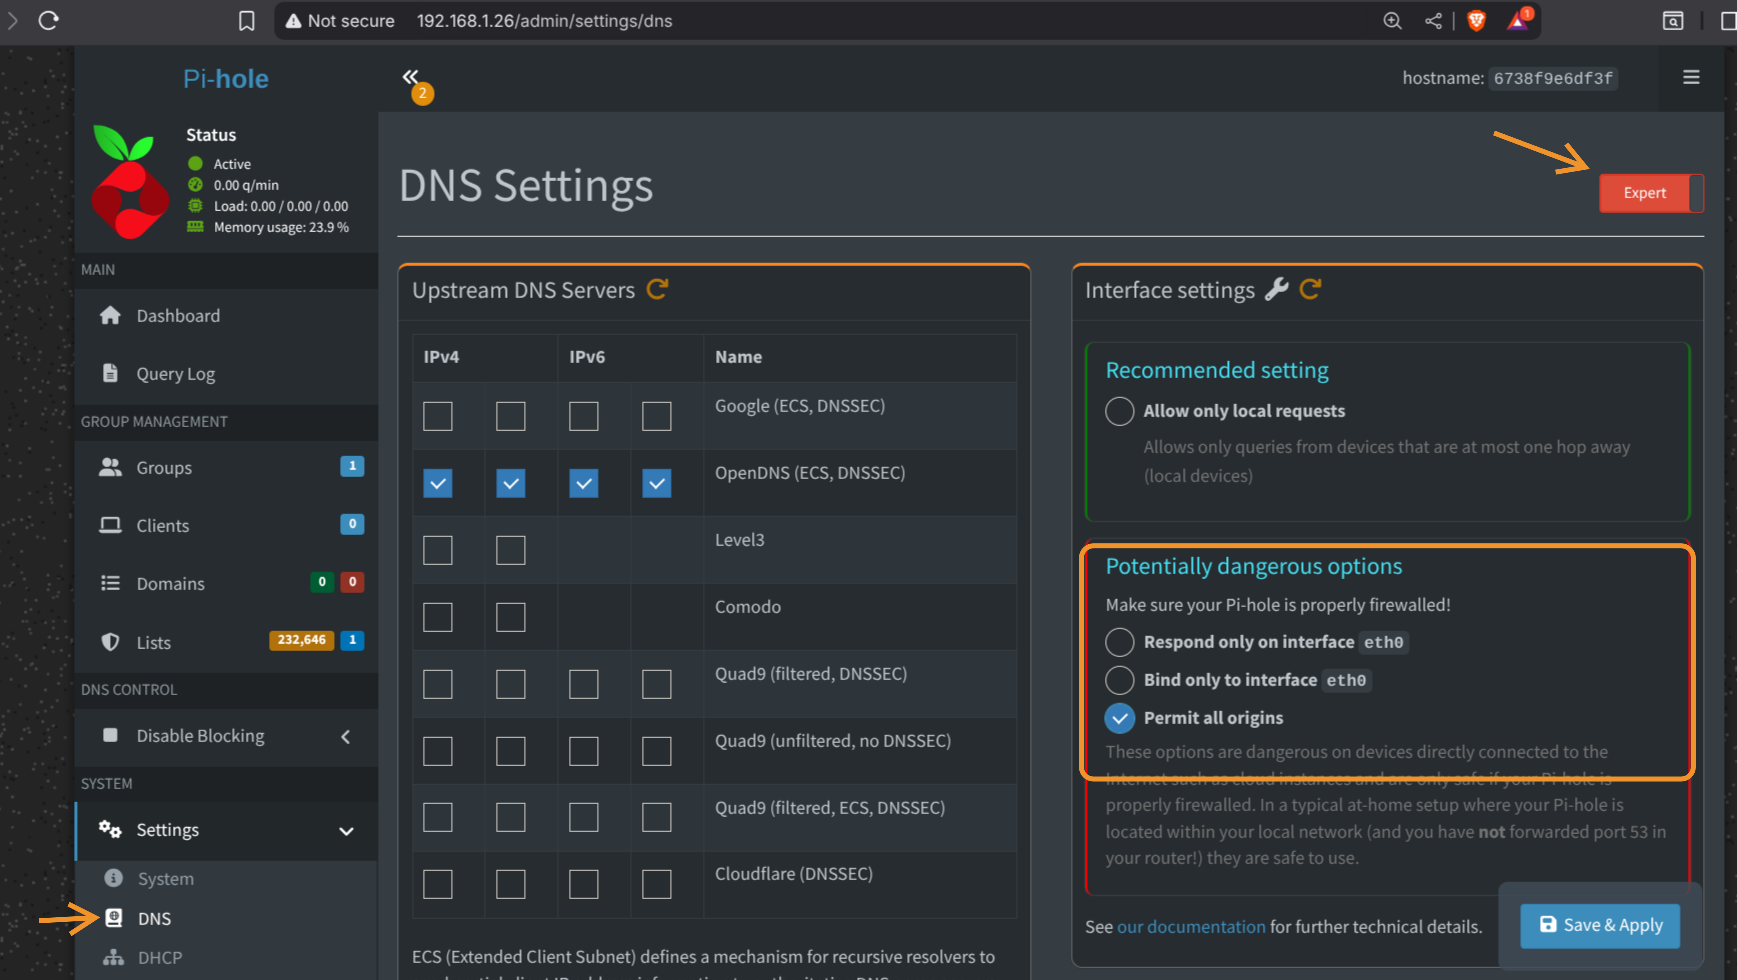 Not secure 192.168.1.26/admin/settings/dns
1
Pi-hole
2
hostname: 6738f9e6df3f
Status
Active
0.00 q/min
Load: 0.00 / 0.00 / 0.00
Memory usage: 23.9 %
MAIN
Dashboard
Query Log
GROUP MANAGEMENT
Groups 1
Clients 0
Domains 0 0
Lists 232,646 1
DNS CONTROL
Disable Blocking
SYSTEM
Settings
System
DNS
DHCP
DNS Settings
Expert
Upstream DNS Servers
IPv4 IPv6 Name
Google (ECS, DNSSEC)
OpenDNS (ECS, DNSSEC)
Level3
Comodo
Quad9 (filtered, DNSSEC)
Quad9 (unfiltered, no DNSSEC)
Quad9 (filtered, ECS, DNSSEC)
Cloudflare (DNSSEC)
ECS (Extended Client Subnet) defines a mechanism for recursive resolvers to
Interface settings
Recommended setting
Allow only local requests
Allows only queries from devices that are at most one hop away
(local devices)
Potentially dangerous options
Make sure your Pi-hole is properly firewalled!
Respond only on interface eth0
Bind only to interface eth0
Permit all origins
These options are dangerous on devices directly connected to the
Internet such as cloud instances and are only safe if your Pi-hole is
properly firewalled. In a typical at-home setup where your Pi-hole is
located within your local network (and you have not forwarded port 53 in
your router!) they are safe to use.
See our documentation for further technical details.
Save & Apply